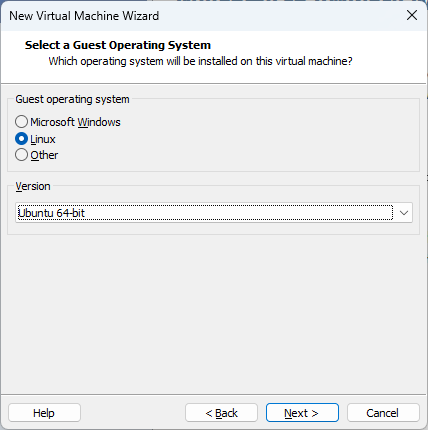 New Virtual Machine Wizard
Select a Guest Operating System
Which operating system will be installed on this virtual machine?
Guest operating system
Microsoft Windows
Linux
Other
Version
Ubuntu 64-bit
Help
< Back
Next >
Cancel